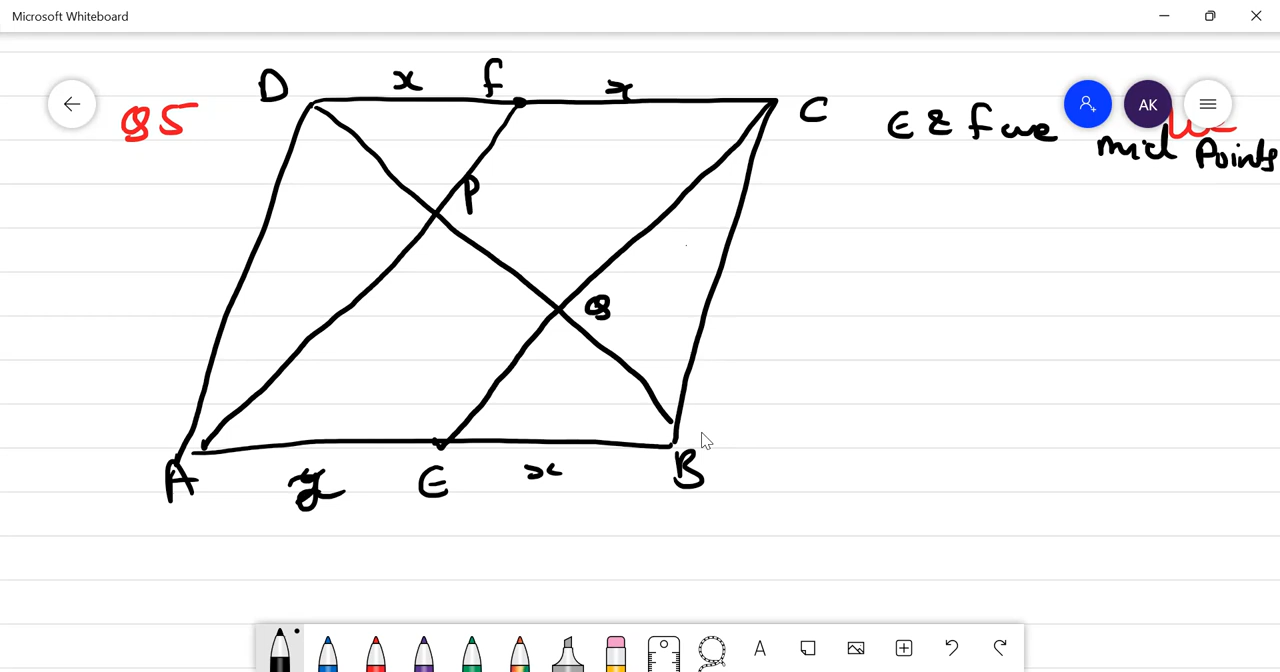 Microsoft Whiteboard
D x f x C
Q5
AK
E & f are mid Points
P
Q
A E x B
A